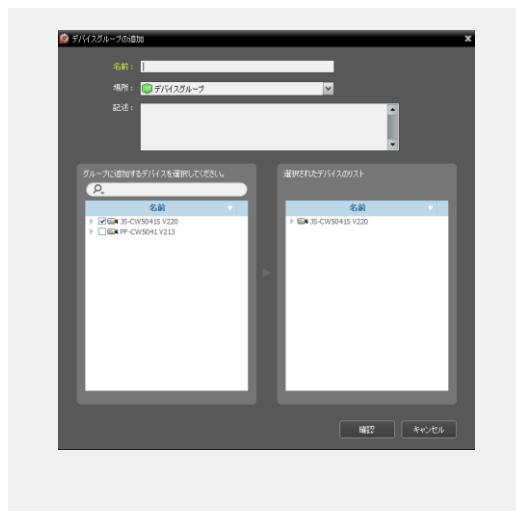 デバイスグループの追加
名前 :
場所 : デバイスグループ
記述 :
グループに追加するデバイスを選択してください。
名前
JS-CW5041S V220
PF-CW5041 V213
選択されたデバイスのリスト
名前
JS-CW5041S V220
確認 キャンセル